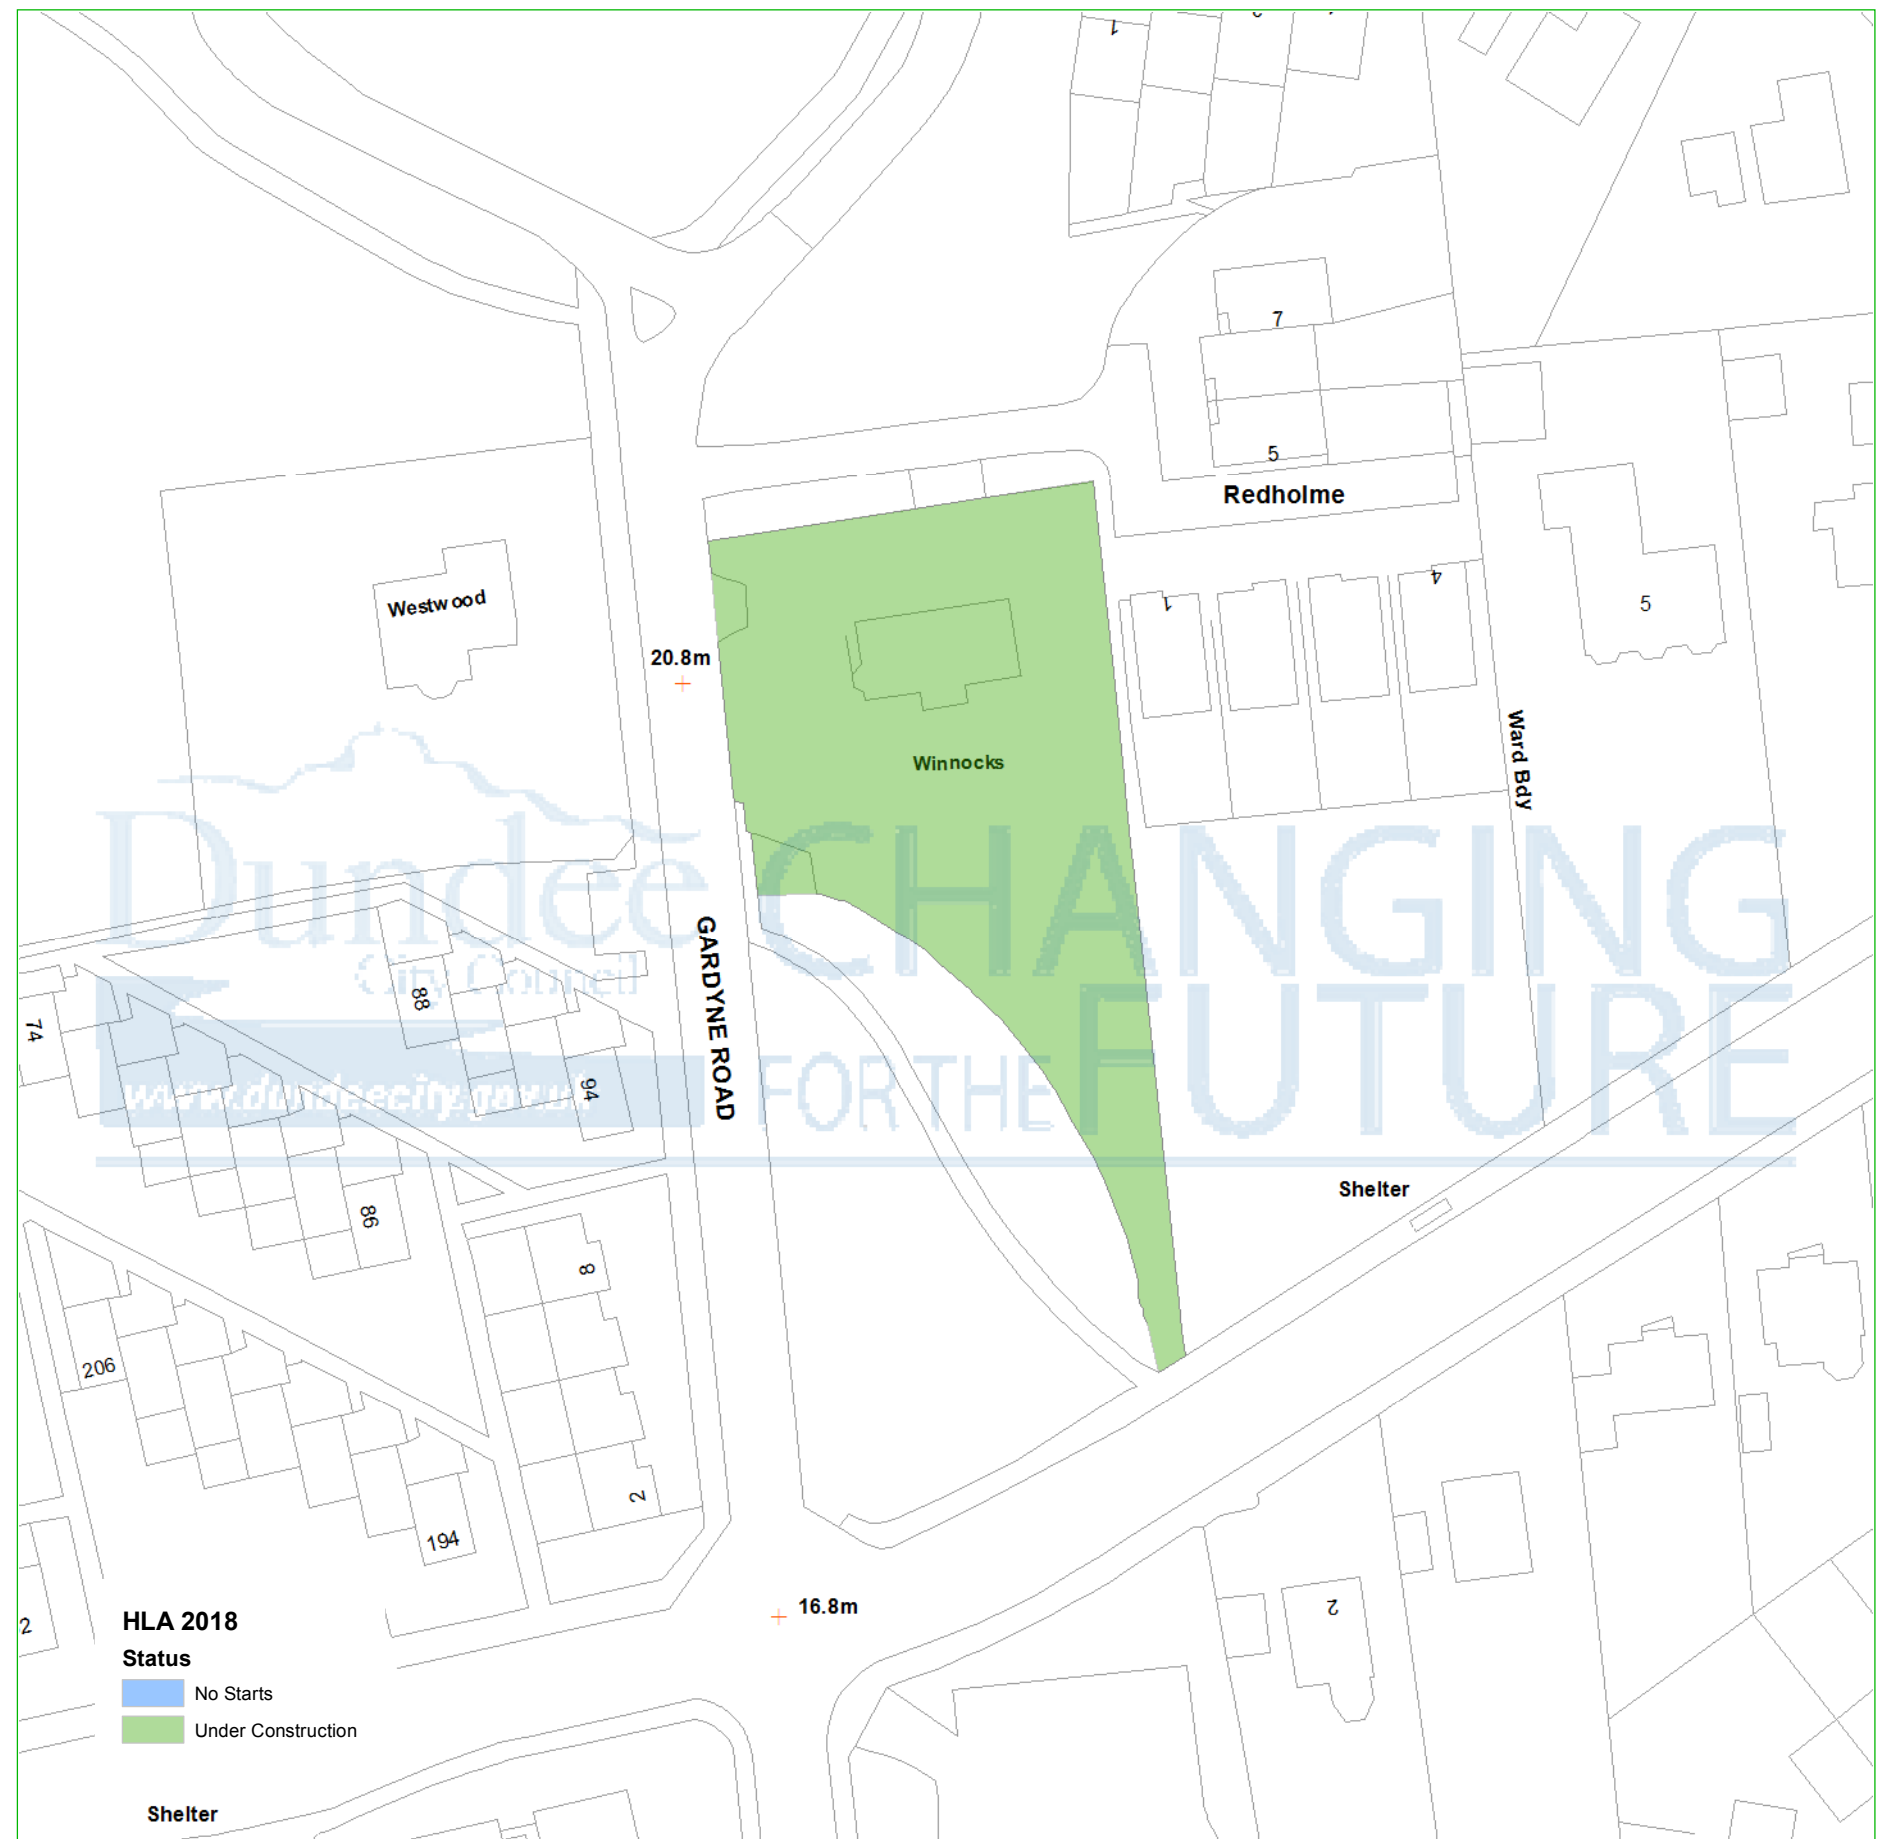 1
7
5
Redholme
Westwood
1
4
5
20.8m
Winnocks
Ward Bdy
Dundee
City Council
www.dundeecity.gov.uk
CHANGING
FOR THE FUTURE
GARDYNE ROAD
88
74
94
86
Shelter
8
206
2
194
2
16.8m
2
HLA 2018
Status
No Starts
Under Construction
Shelter